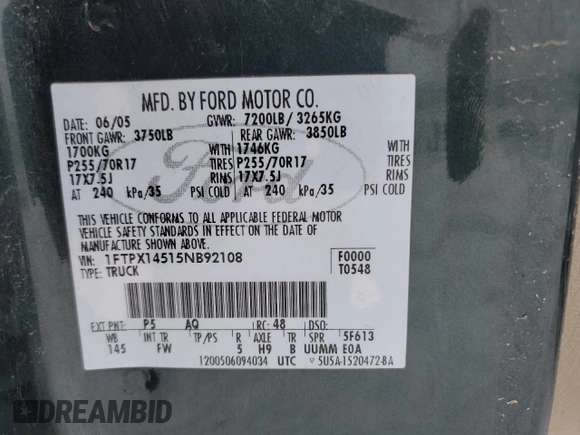 MFD. BY FORD MOTOR CO.
DATE: 06/05 GVWR: 7200LB/ 3265KG
FRONT GAWR: 3750LB REAR GAWR: 3850LB
1700KG WITH 1746KG WITH
P255/70R17 TIRES P255/70R17 TIRES
17X7.5J RIMS 17X7.5J RIMS
AT 240 kPa/35 PSI COLD AT 240 kPa/35 PSI COLD
THIS VEHICLE CONFORMS TO ALL APPLICABLE FEDERAL MOTOR
VEHICLE SAFETY STANDARDS IN EFFECT ON THE DATE OF
MANUFACTURE SHOWN ABOVE.
VIN: 1FTPX14515NB92108 F0000
TYPE: TRUCK T0548
EXT PNT: P5 AQ RC: 48 DSO:
WB INT TR TP/PS R AXLE TR SPR 5F613
145 FW 5 H9 B UUMM E0A
1200506094034 UTC 5U5A-1520472-BA
Ford
DREAMBID